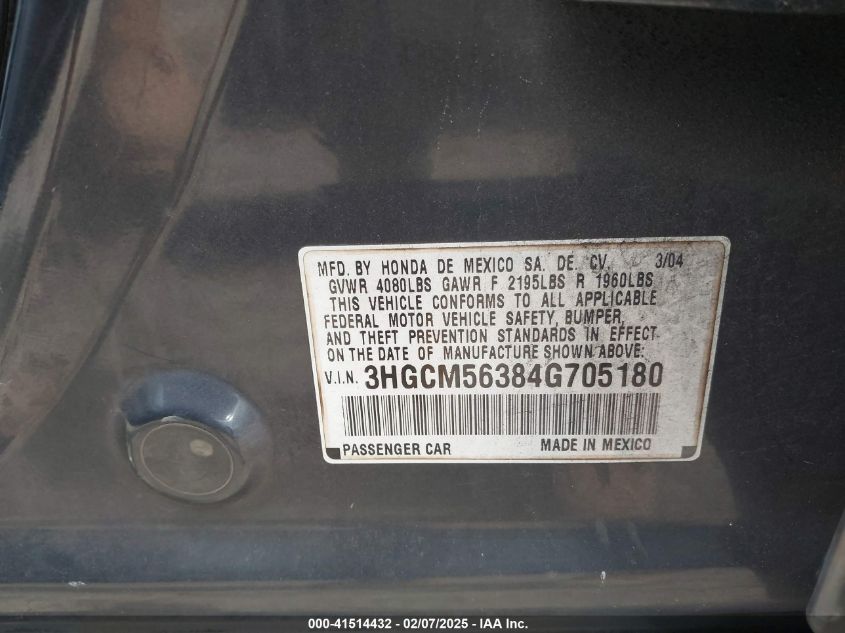 MFD. BY HONDA DE MEXICO SA. DE. CV. 3/04
GVWR 4080LBS GAWR F 2195LBS R 1960LBS
THIS VEHICLE CONFORMS TO ALL APPLICABLE
FEDERAL MOTOR VEHICLE SAFETY, BUMPER,
AND THEFT PREVENTION STANDARDS IN EFFECT
ON THE DATE OF MANUFACTURE SHOWN ABOVE.
V.I.N. 3HGCM56384G705180
PASSENGER CAR MADE IN MEXICO
000-41514432 - 02/07/2025 - IAA Inc.